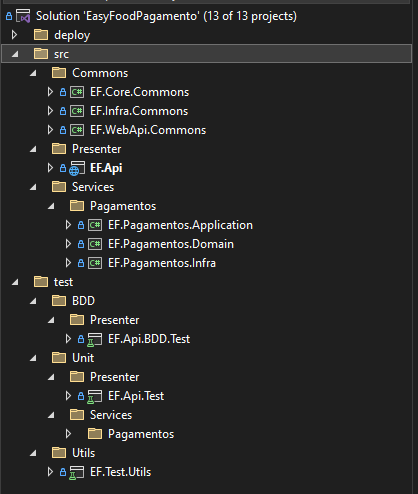 Solution 'EasyFoodPagamento' (13 of 13 projects)
deploy
src
Commons
C# EF.Core.Commons
C# EF.Infra.Commons
C# EF.WebApi.Commons
Presenter
EF.Api
Services
Pagamentos
C# EF.Pagamentos.Application
C# EF.Pagamentos.Domain
C# EF.Pagamentos.Infra
test
BDD
Presenter
EF.Api.BDD.Test
Unit
Presenter
EF.Api.Test
Services
Pagamentos
Utils
EF.Test.Utils